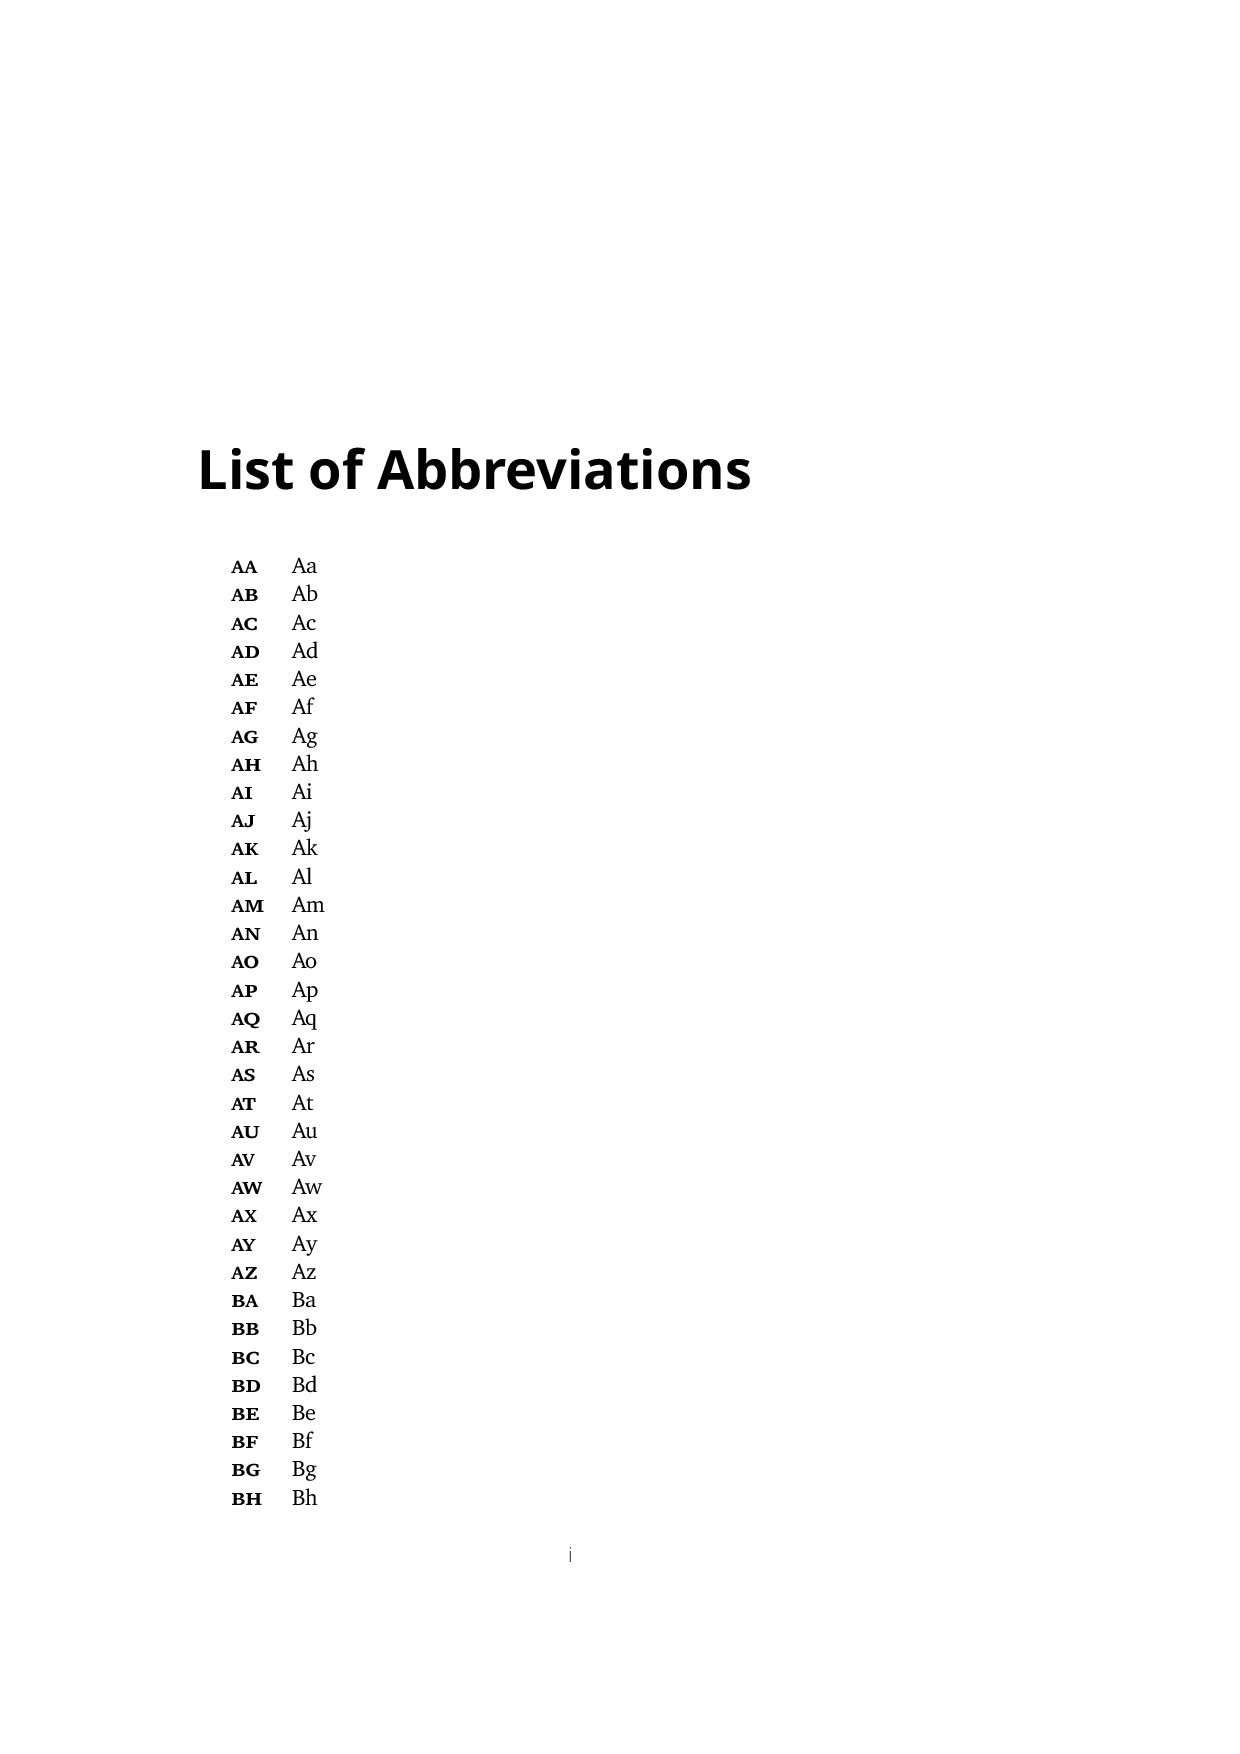 List of Abbreviations
AA Aa
AB Ab
AC Ac
AD Ad
AE Ae
AF Af
AG Ag
AH Ah
AI Ai
AJ Aj
AK Ak
AL Al
AM Am
AN An
AO Ao
AP Ap
AQ Aq
AR Ar
AS As
AT At
AU Au
AV Av
AW Aw
AX Ax
AY Ay
AZ Az
BA Ba
BB Bb
BC Bc
BD Bd
BE Be
BF Bf
BG Bg
BH Bh
i